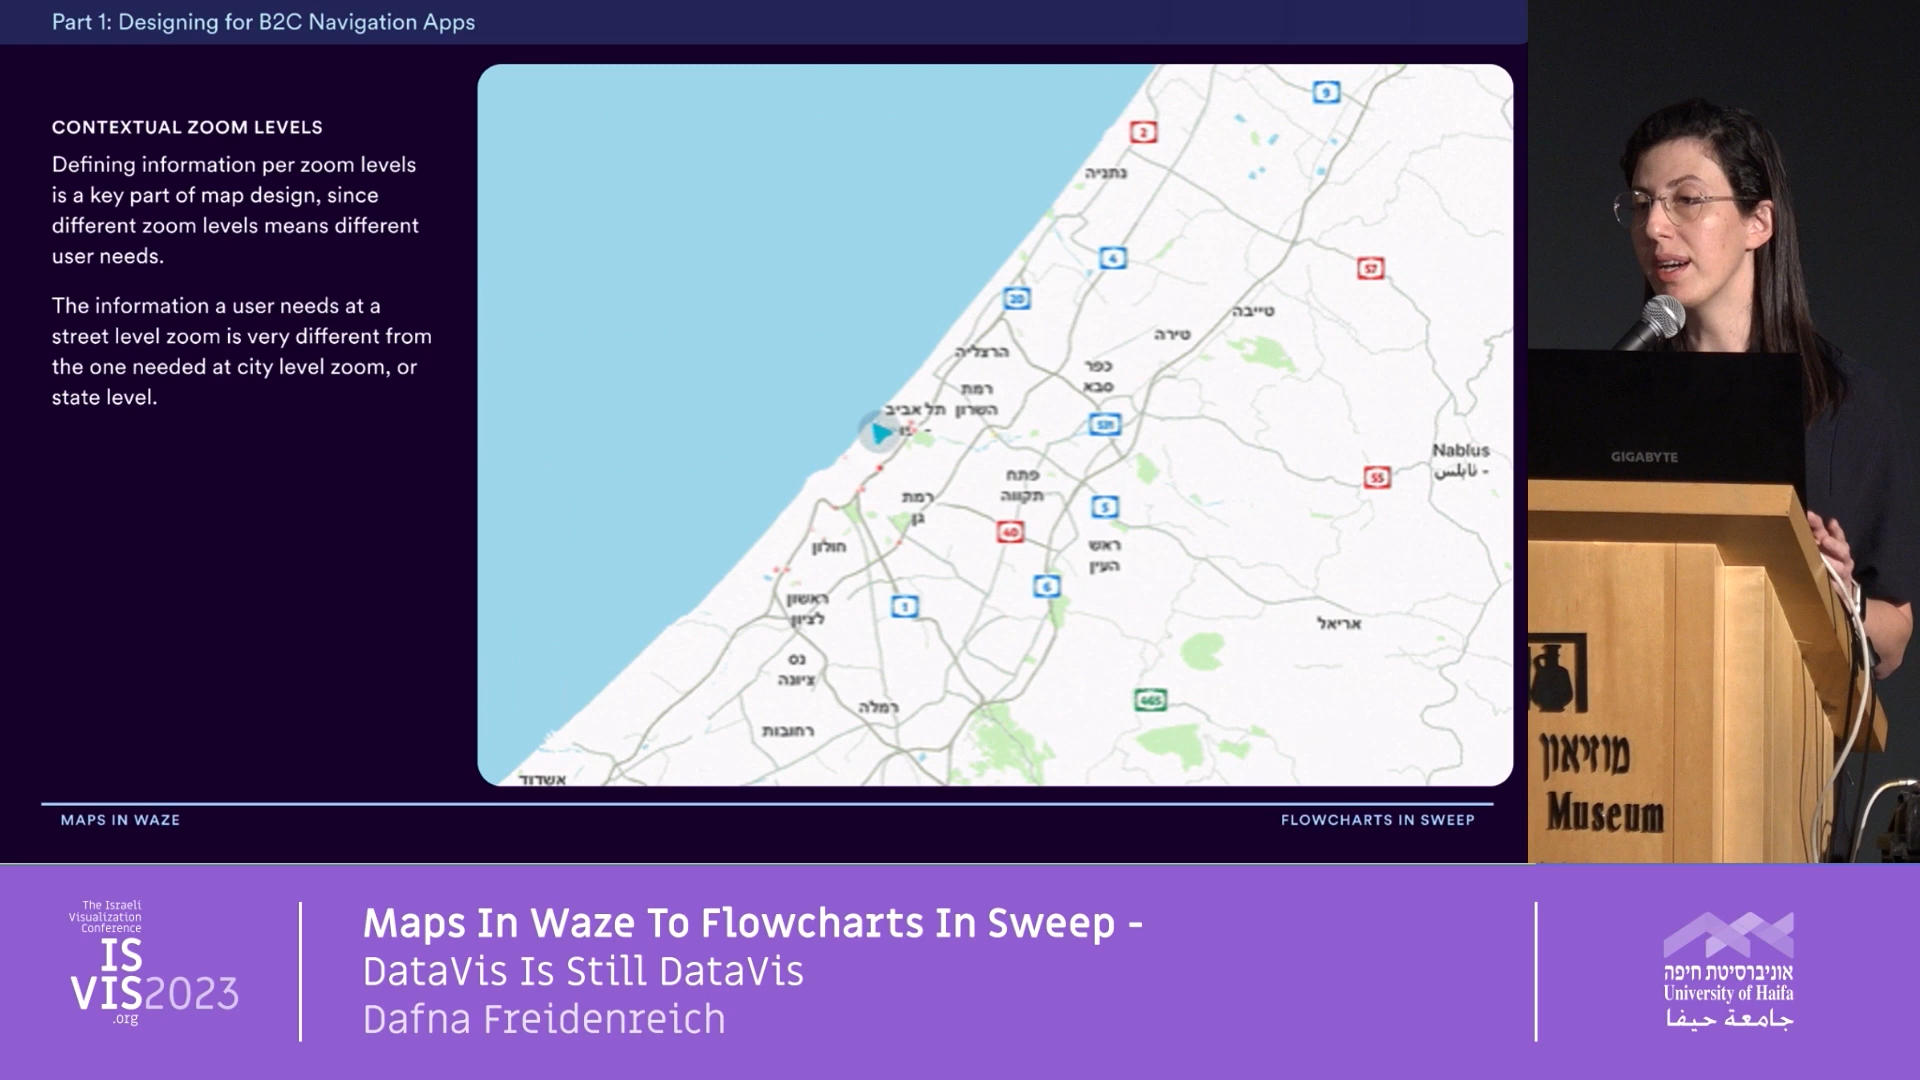 Part 1: Designing for B2C Navigation Apps
CONTEXTUAL ZOOM LEVELS
Defining information per zoom levels
is a key part of map design, since
different zoom levels means different
user needs.
The information a user needs at a
street level zoom is very different from
the one needed at city level zoom, or
state level.
9
2
נתניה
4
57
20
טייבה
טירה
הרצליה
כפר
סבא
רמת
השרון
תל אביב
531
Nablus
- نابلس
פתח
תקווה
55
רמת
גן
5
40
חולון
ראש
העין
6
ראשון
לציון
1
אריאל
נס
ציונה
465
רמלה
רחובות
אשדוד
MAPS IN WAZE
FLOWCHARTS IN SWEEP
GIGABYTE
מוזיאון
Museum
The Israeli
Visualization
Conference
IS
VIS2023
.org
Maps In Waze To Flowcharts In Sweep -
DataVis Is Still DataVis
Dafna Freidenreich
אוניברסיטת חיפה
University of Haifa
جامعة حيفا